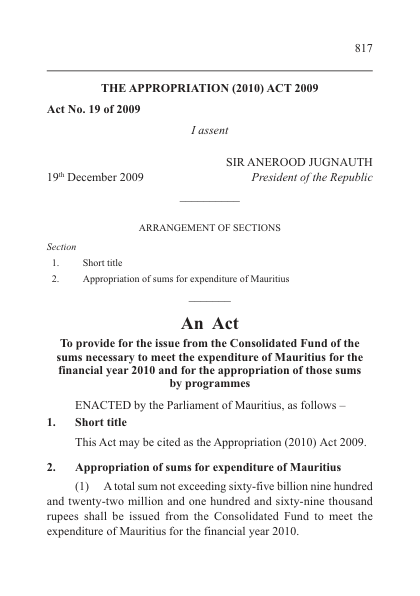 817
THE APPROPRIATION (2010) ACT 2009
Act No. 19 of 2009
I assent
SIR ANEROOD JUGNAUTH
19th December 2009 President of the Republic
ARRANGEMENT OF SECTIONS
Section
1. Short title
2. Appropriation of sums for expenditure of Mauritius
An Act
To provide for the issue from the Consolidated Fund of the
sums necessary to meet the expenditure of Mauritius for the
financial year 2010 and for the appropriation of those sums
by programmes
ENACTED by the Parliament of Mauritius, as follows –
1. Short title
This Act may be cited as the Appropriation (2010) Act 2009.
2. Appropriation of sums for expenditure of Mauritius
(1) A total sum not exceeding sixty-five billion nine hundred
and twenty-two million and one hundred and sixty-nine thousand
rupees shall be issued from the Consolidated Fund to meet the
expenditure of Mauritius for the financial year 2010.